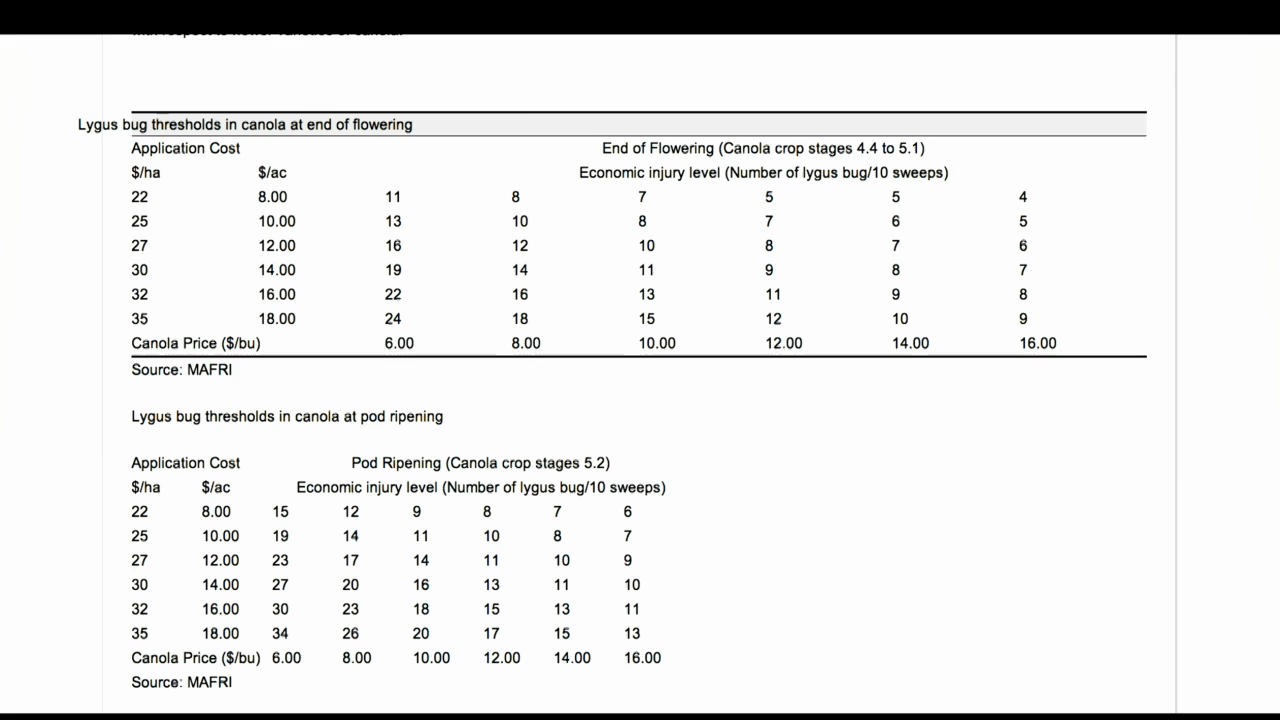 Lygus bug thresholds in canola at end of flowering
Application Cost End of Flowering (Canola crop stages 4.4 to 5.1)
$/ha $/ac Economic injury level (Number of lygus bug/10 sweeps)
22 8.00 11 8 7 5 5 4
25 10.00 13 10 8 7 6 5
27 12.00 16 12 10 8 7 6
30 14.00 19 14 11 9 8 7
32 16.00 22 16 13 11 9 8
35 18.00 24 18 15 12 10 9
Canola Price ($/bu) 6.00 8.00 10.00 12.00 14.00 16.00
Source: MAFRI
Lygus bug thresholds in canola at pod ripening
Application Cost Pod Ripening (Canola crop stages 5.2)
$/ha $/ac Economic injury level (Number of lygus bug/10 sweeps)
22 8.00 15 12 9 8 7 6
25 10.00 19 14 11 10 8 7
27 12.00 23 17 14 11 10 9
30 14.00 27 20 16 13 11 10
32 16.00 30 23 18 15 13 11
35 18.00 34 26 20 17 15 13
Canola Price ($/bu) 6.00 8.00 10.00 12.00 14.00 16.00
Source: MAFRI